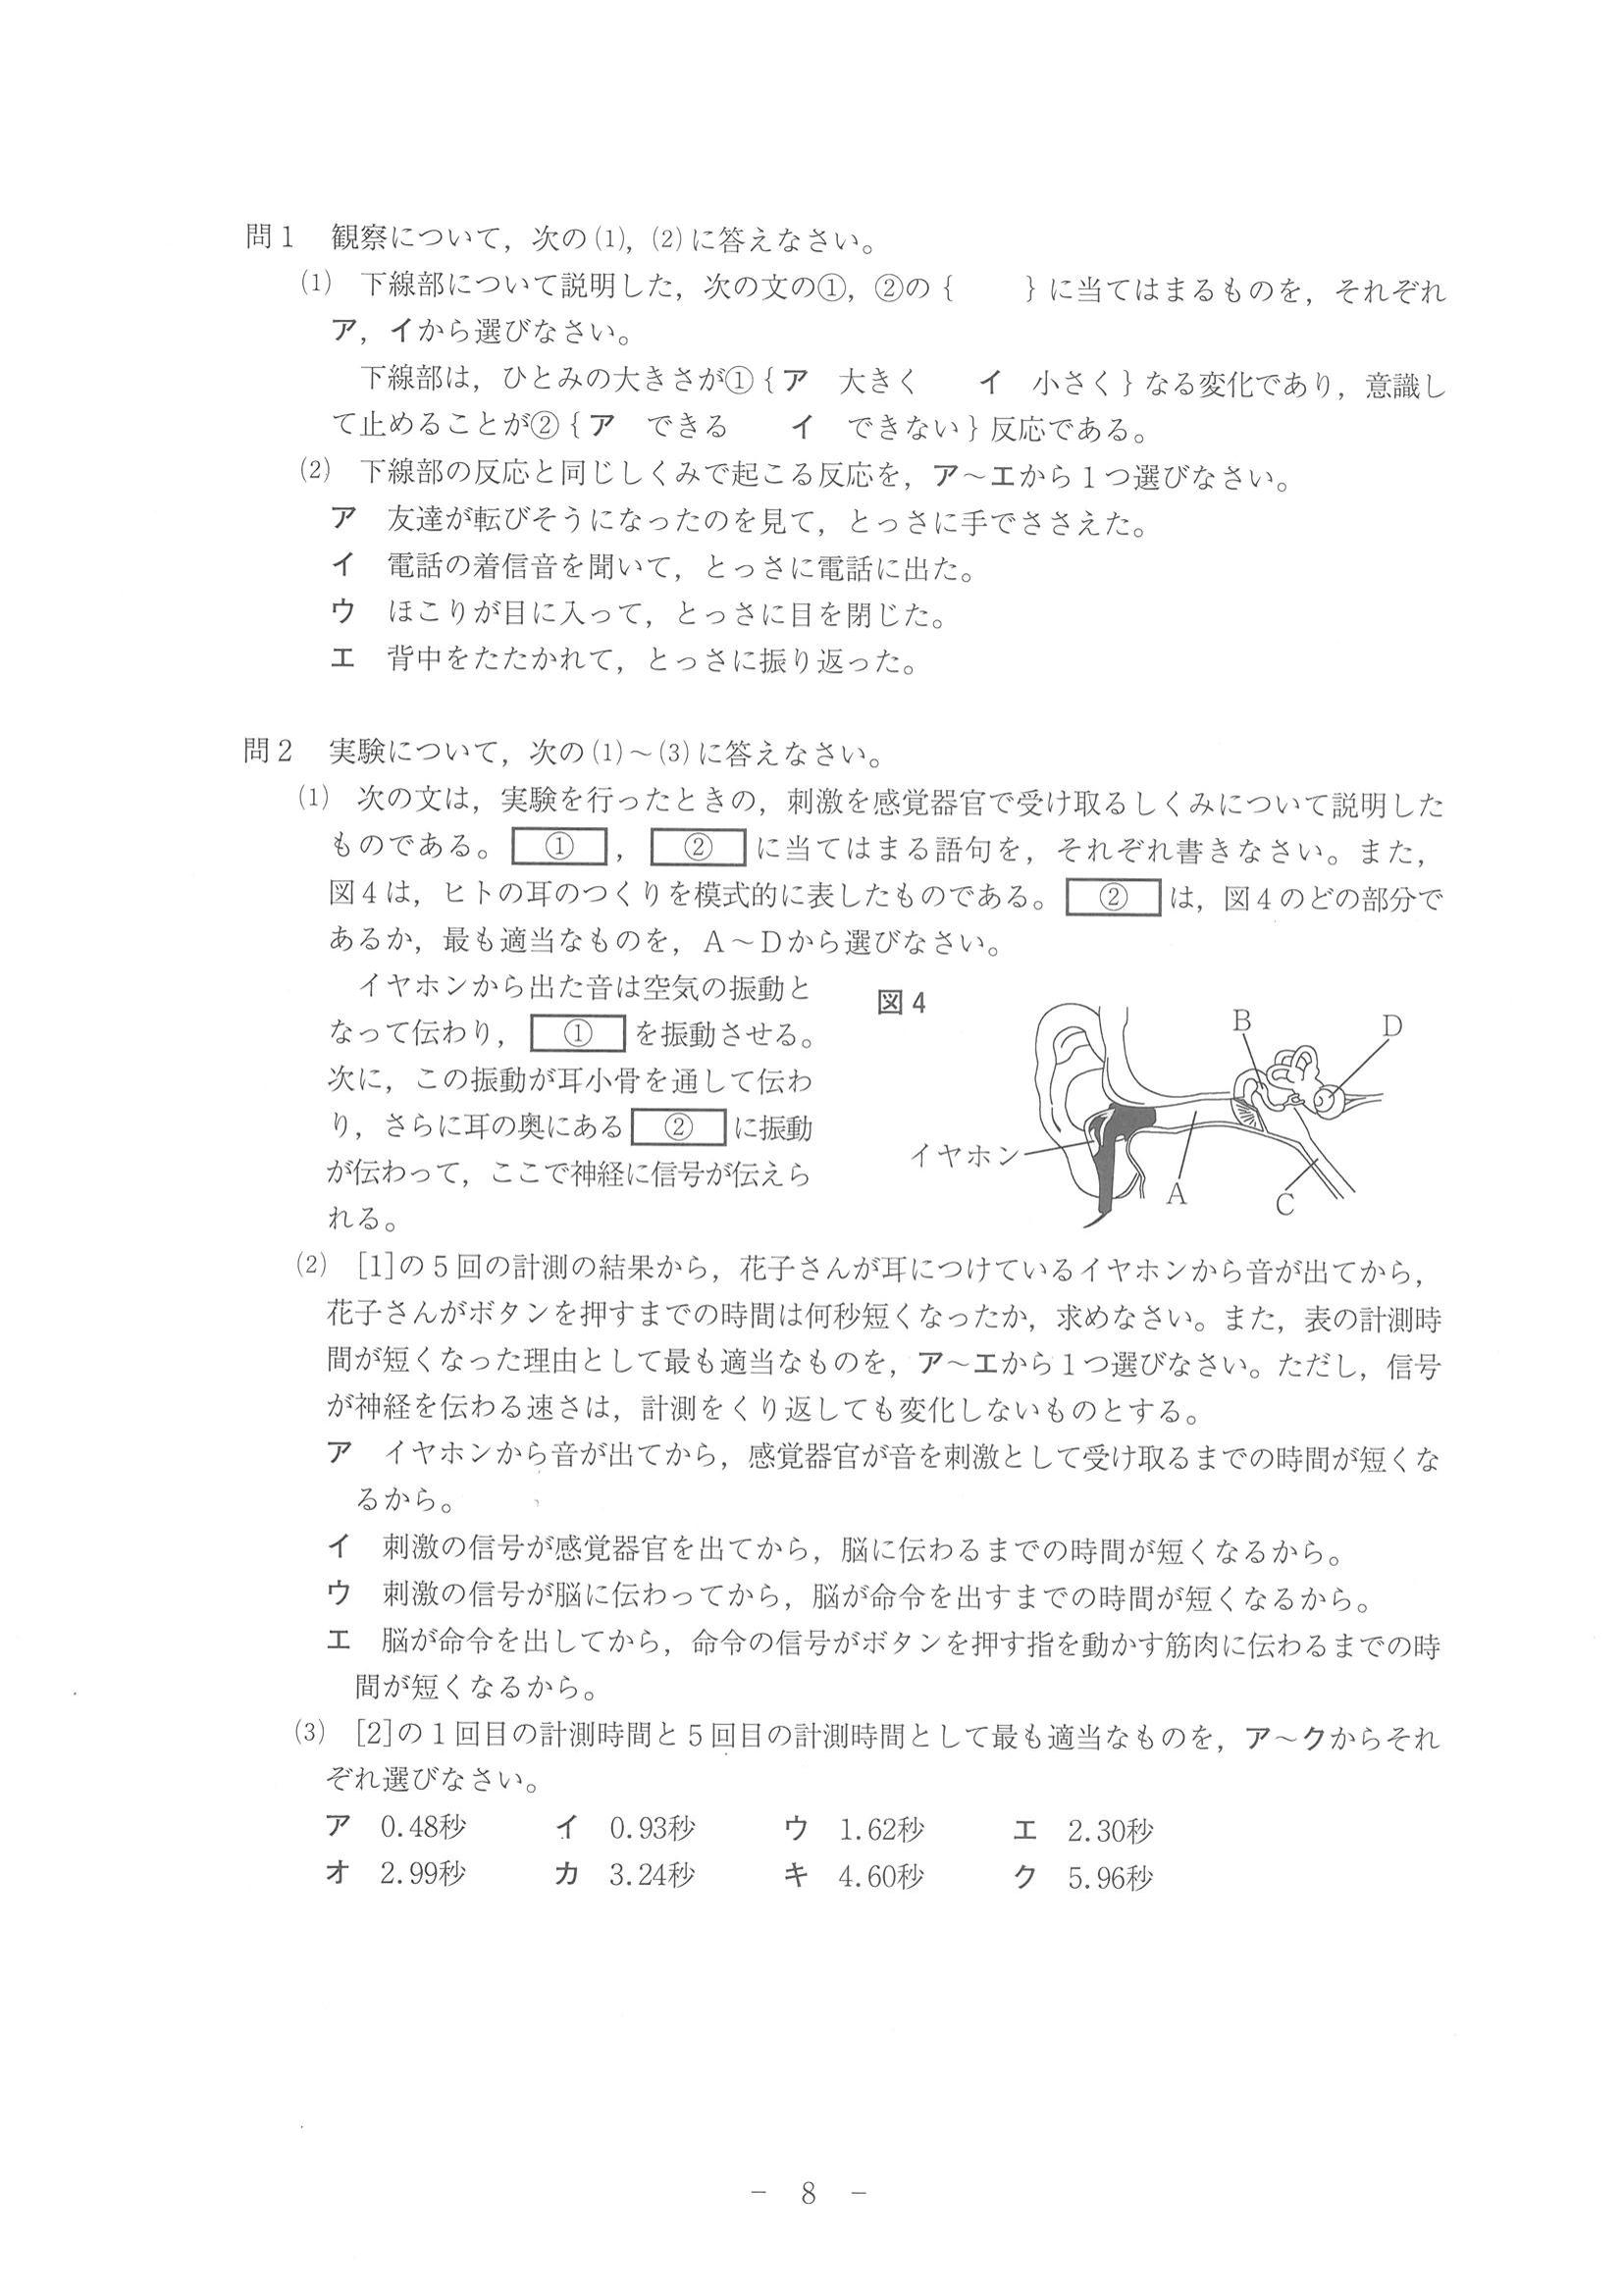 問1　観察について，次の(1)，(2)に答えなさい。
(1)　下線部について説明した，次の文の①，②の｛　　｝に当てはまるものを，それぞれ
ア，イから選びなさい。
下線部は，ひとみの大きさが①｛ア　大きく　　イ　小さく｝なる変化であり，意識し
て止めることが②｛ア　できる　　イ　できない｝反応である。
(2)　下線部の反応と同じしくみで起こる反応を，ア～エから1つ選びなさい。
ア　友達が転びそうになったのを見て，とっさに手でささえた。
イ　電話の着信音を聞いて，とっさに電話に出た。
ウ　ほこりが目に入って，とっさに目を閉じた。
エ　背中をたたかれて，とっさに振り返った。
問2　実験について，次の(1)～(3)に答えなさい。
(1)　次の文は，実験を行ったときの，刺激を感覚器官で受け取るしくみについて説明した
ものである。　①　，　②　に当てはまる語句を，それぞれ書きなさい。また，
図4は，ヒトの耳のつくりを模式的に表したものである。　②　は，図4のどの部分で
あるか，最も適当なものを，A～Dから選びなさい。
イヤホンから出た音は空気の振動と
なって伝わり，　①　を振動させる。
次に，この振動が耳小骨を通して伝わ
り，さらに耳の奥にある　②　に振動
が伝わって，ここで神経に信号が伝えら
れる。
図4
B
D
イヤホン
A
C
(2)　[1]の5回の計測の結果から，花子さんが耳につけているイヤホンから音が出てから，
花子さんがボタンを押すまでの時間は何秒短くなったか，求めなさい。また，表の計測時
間が短くなった理由として最も適当なものを，ア～エから1つ選びなさい。ただし，信号
が神経を伝わる速さは，計測をくり返しても変化しないものとする。
ア　イヤホンから音が出てから，感覚器官が音を刺激として受け取るまでの時間が短くな
るから。
イ　刺激の信号が感覚器官を出てから，脳に伝わるまでの時間が短くなるから。
ウ　刺激の信号が脳に伝わってから，脳が命令を出すまでの時間が短くなるから。
エ　脳が命令を出してから，命令の信号がボタンを押す指を動かす筋肉に伝わるまでの時
間が短くなるから。
(3)　[2]の1回目の計測時間と5回目の計測時間として最も適当なものを，ア～クからそれ
ぞれ選びなさい。
ア　0.48秒　　イ　0.93秒　　ウ　1.62秒　　エ　2.30秒
オ　2.99秒　　カ　3.24秒　　キ　4.60秒　　ク　5.96秒
－　8　－